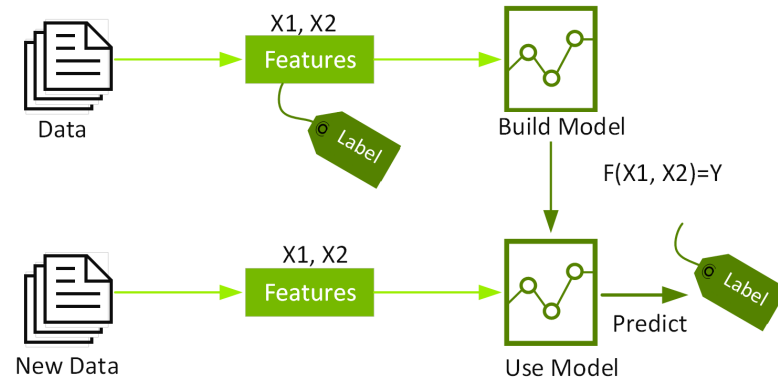 X1, X2
Features
Data
Label
Build Model
F(X1, X2)=Y
X1, X2
Features
Label
Predict
New Data
Use Model